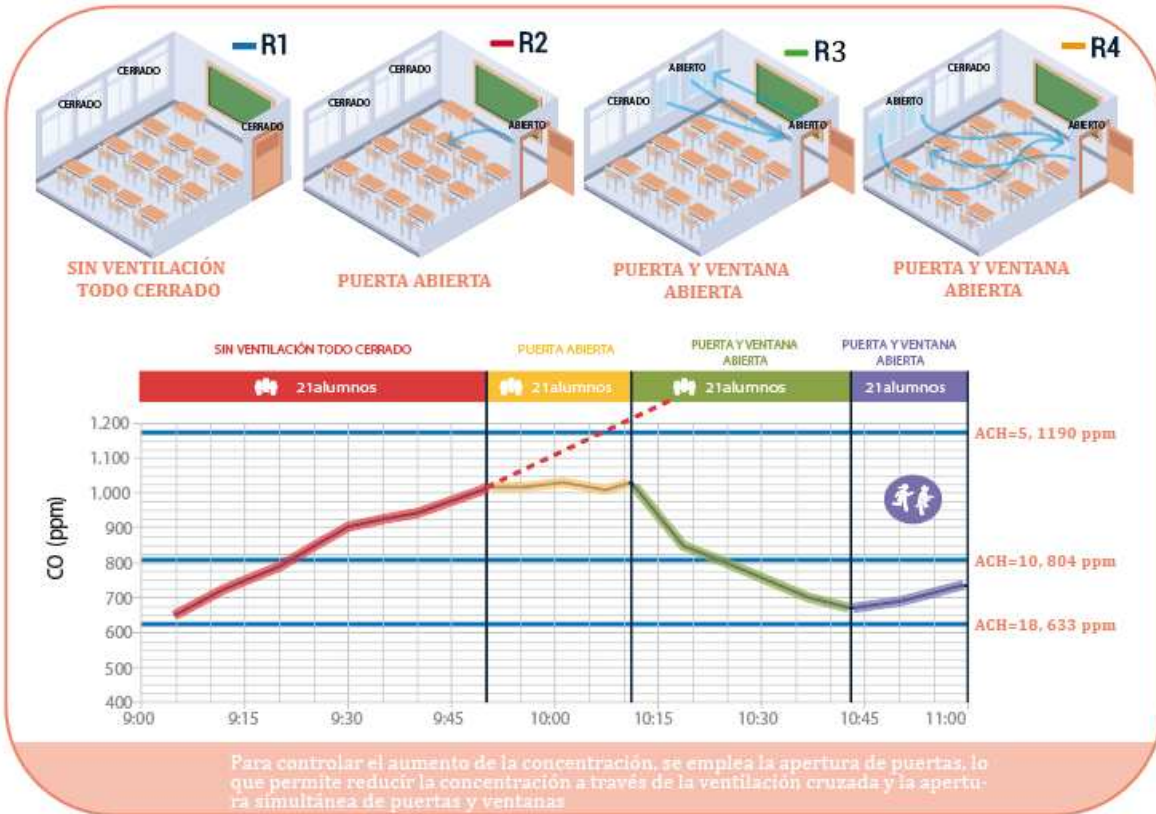 R1
R2
R3
R4
CERRADO
CERRADO
CERRADO
CERRADO
CERRADO
ABIERTO
ABIERTO
CERRADO
ABIERTO
CERRADO
ABIERTO
ABIERTO
SIN VENTILACIÓN
TODO CERRADO
PUERTA ABIERTA
PUERTA Y VENTANA
ABIERTA
PUERTA Y VENTANA
ABIERTA
SIN VENTILACIÓN TODO CERRADO
PUERTA ABIERTA
PUERTA Y VENTANA
ABIERTA
PUERTA Y VENTANA
ABIERTA
21alumnos
21alumnos
21alumnos
21alumnos
CO (ppm)
1.200
1.100
1.000
900
800
700
600
500
400
9:00
9:15
9:30
9:45
10:00
10:15
10:30
10:45
11:00
ACH=5, 1190 ppm
ACH=10, 804 ppm
ACH=18, 633 ppm
Para controlar el aumento de la concentración, se emplea la apertura de puertas, lo
que permite reducir la concentración a través de la ventilación cruzada y la apertu-
ra simultánea de puertas y ventanas